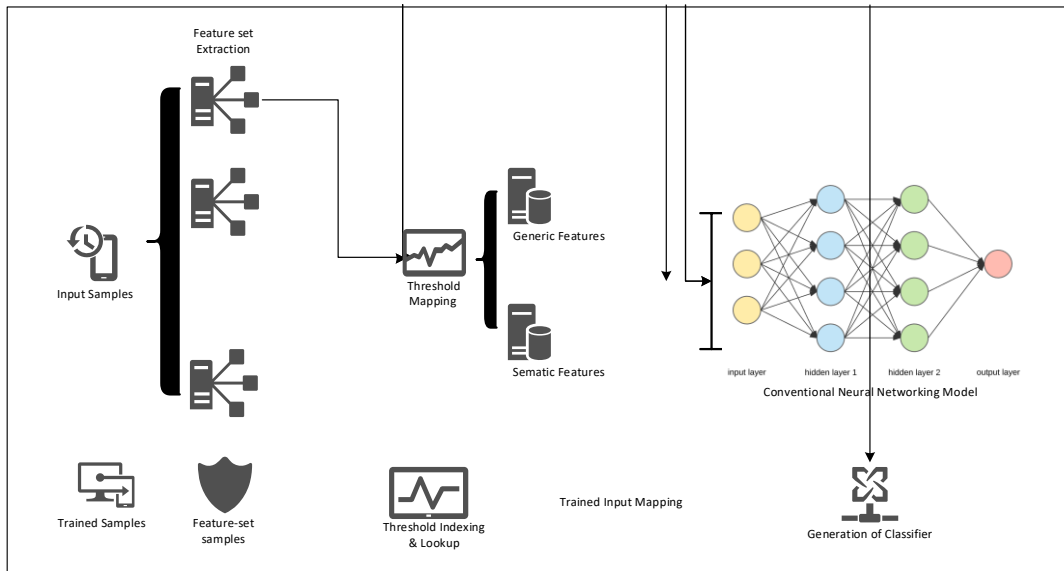 Feature set
Extraction
Input Samples
Threshold
Mapping
Generic Features
Sematic Features
input layer
hidden layer 1
hidden layer 2
output layer
Conventional Neural Networking Model
Trained Samples
Feature-set
samples
Threshold Indexing
& Lookup
Trained Input Mapping
Generation of Classifier